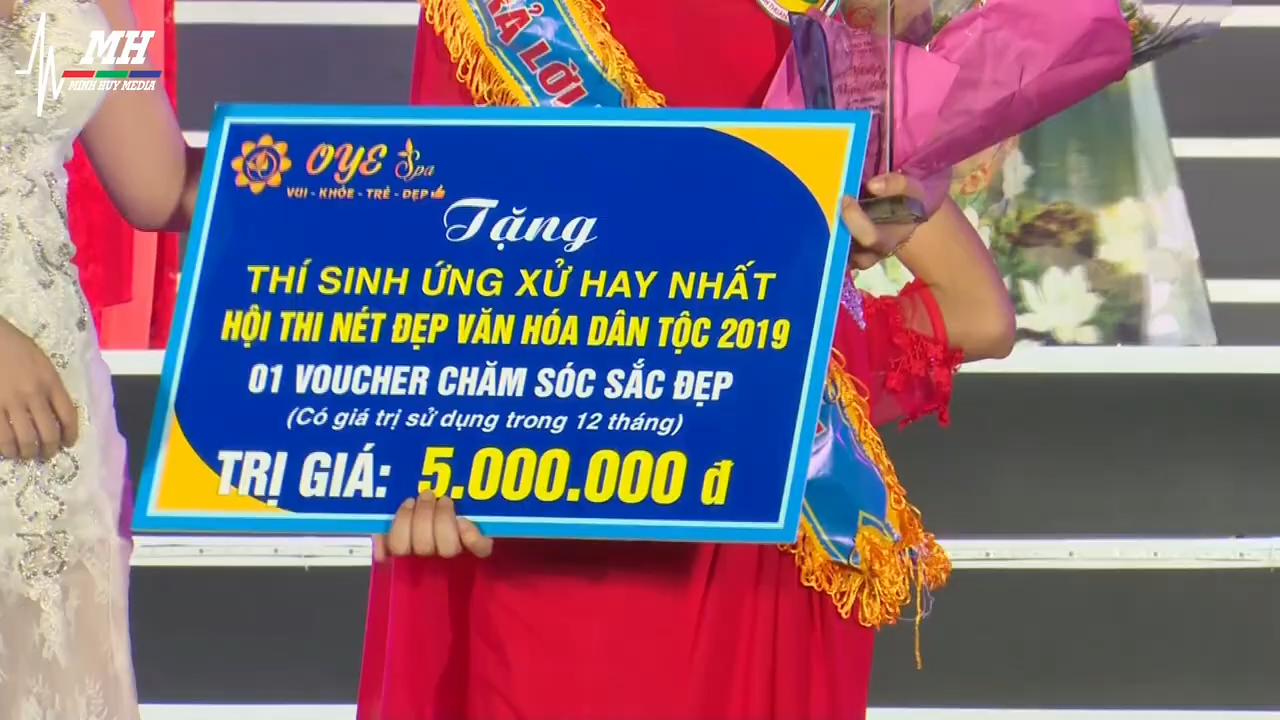 MH
MINH HUY MEDIA
TRẢ LỜI
OYE Spa
VUI - KHỎE - TRẺ - ĐẸP
Tặng
THÍ SINH ỨNG XỬ HAY NHẤT
HỘI THI NÉT ĐẸP VĂN HÓA DÂN TỘC 2019
01 VOUCHER CHĂM SÓC SẮC ĐẸP
(Có giá trị sử dụng trong 12 tháng)
TRỊ GIÁ: 5.000.000 đ